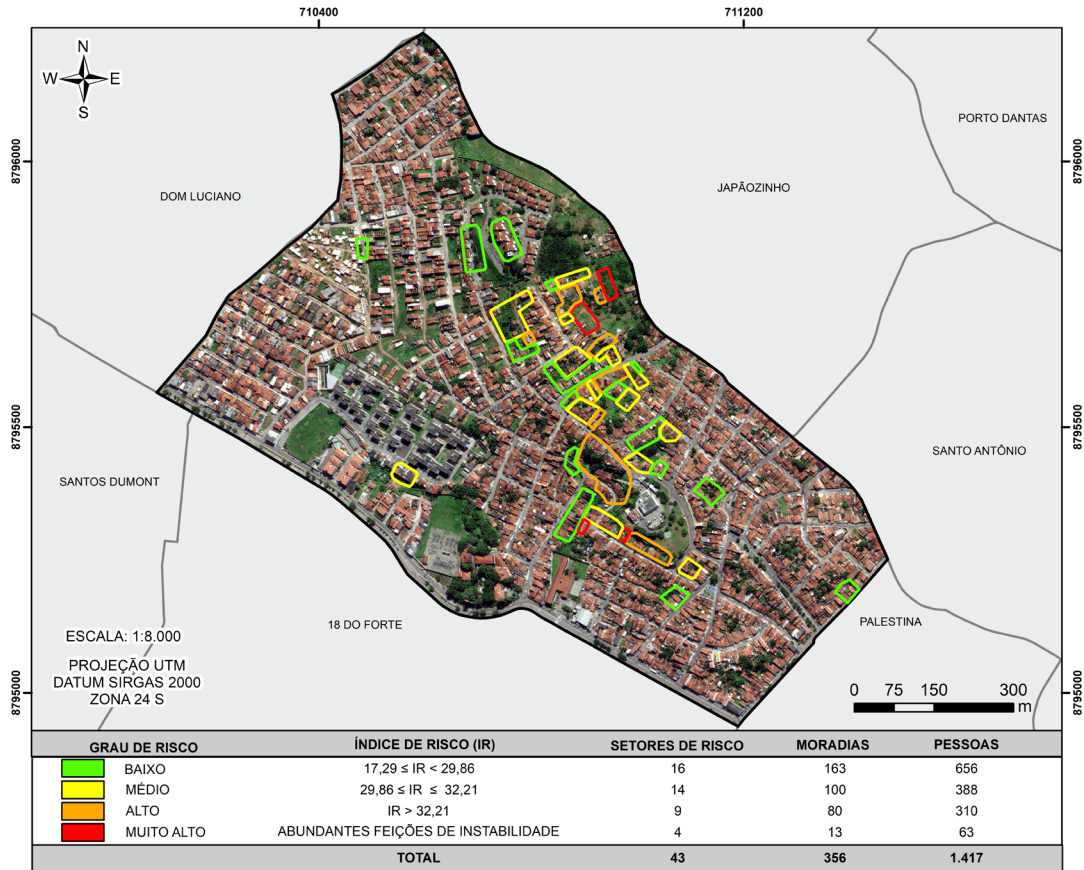 710400 711200
N
W E
S
8796000 8796000
8795500 8795500
8795000 8795000
PORTO DANTAS
JAPÃOZINHO
DOM LUCIANO
SANTO ANTÔNIO
SANTOS DUMONT
18 DO FORTE
PALESTINA
ESCALA: 1:8.000
PROJEÇÃO UTM
DATUM SIRGAS 2000
ZONA 24 S
0 75 150 300
m
GRAU DE RISCO ÍNDICE DE RISCO (IR) SETORES DE RISCO MORADIAS PESSOAS
BAIXO 17,29 ≤ IR < 29,86 16 163 656
MÉDIO 29,86 ≤ IR ≤ 32,21 14 100 388
ALTO IR > 32,21 9 80 310
MUITO ALTO ABUNDANTES FEIÇÕES DE INSTABILIDADE 4 13 63
TOTAL 43 356 1.417